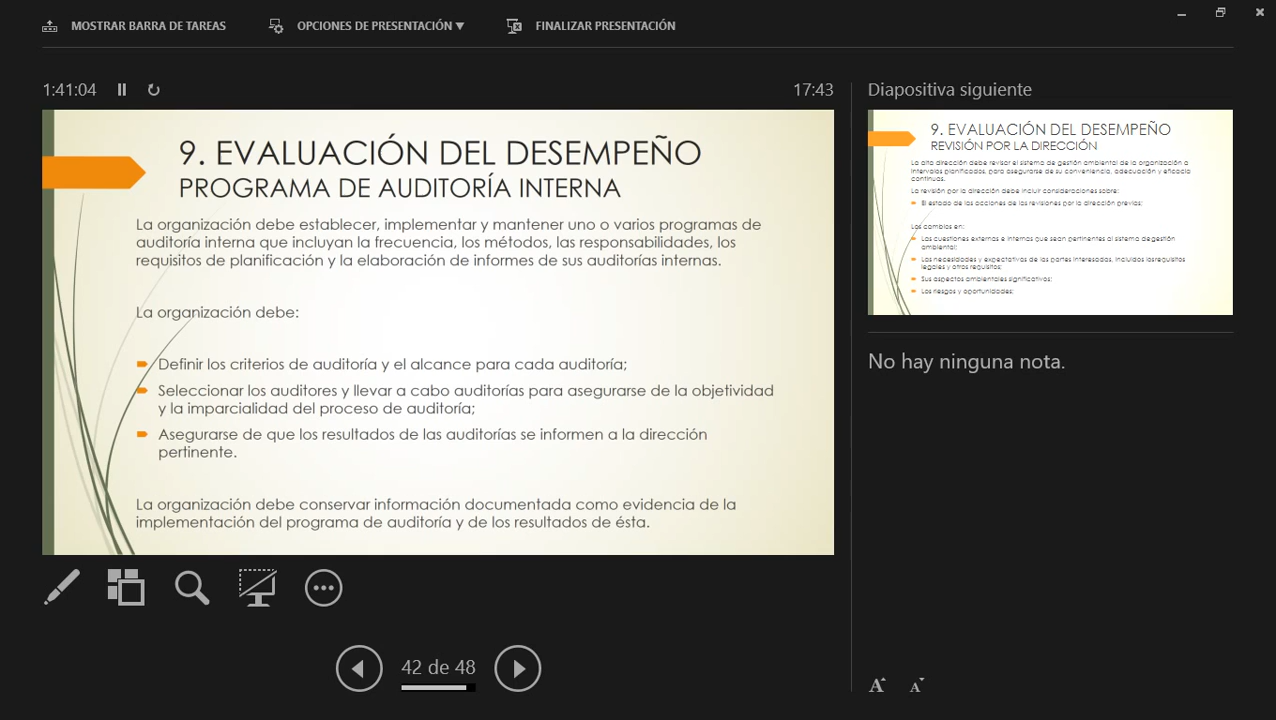 MOSTRAR BARRA DE TAREAS
OPCIONES DE PRESENTACIÓN ▼
FINALIZAR PRESENTACIÓN
1:41:04
17:43
9. EVALUACIÓN DEL DESEMPEÑO
PROGRAMA DE AUDITORÍA INTERNA
La organización debe establecer, implementar y mantener uno o varios programas de
auditoría interna que incluyan la frecuencia, los métodos, las responsabilidades, los
requisitos de planificación y la elaboración de informes de sus auditorías internas.
La organización debe:
Definir los criterios de auditoría y el alcance para cada auditoría;
Seleccionar los auditores y llevar a cabo auditorías para asegurarse de la objetividad
y la imparcialidad del proceso de auditoría;
Asegurarse de que los resultados de las auditorías se informen a la dirección
pertinente.
La organización debe conservar información documentada como evidencia de la
implementación del programa de auditoría y de los resultados de ésta.
42 de 48
Diapositiva siguiente
9. EVALUACIÓN DEL DESEMPEÑO
REVISIÓN POR LA DIRECCIÓN
La alta dirección debe revisar el sistema de gestión ambiental de la organización a
intervalos planificados, para asegurarse de su conveniencia, adecuación y eficacia
continuas.
La revisión por la dirección debe incluir consideraciones sobre:
El estado de las acciones de las revisiones por la dirección previas;
Los cambios en:
Las cuestiones externas e internas que sean pertinentes al sistema de gestión
ambiental;
Las necesidades y expectativas de las partes interesadas, incluidos los requisitos
legales y otros requisitos;
Sus aspectos ambientales significativos;
Los riesgos y oportunidades;
No hay ninguna nota.
A A